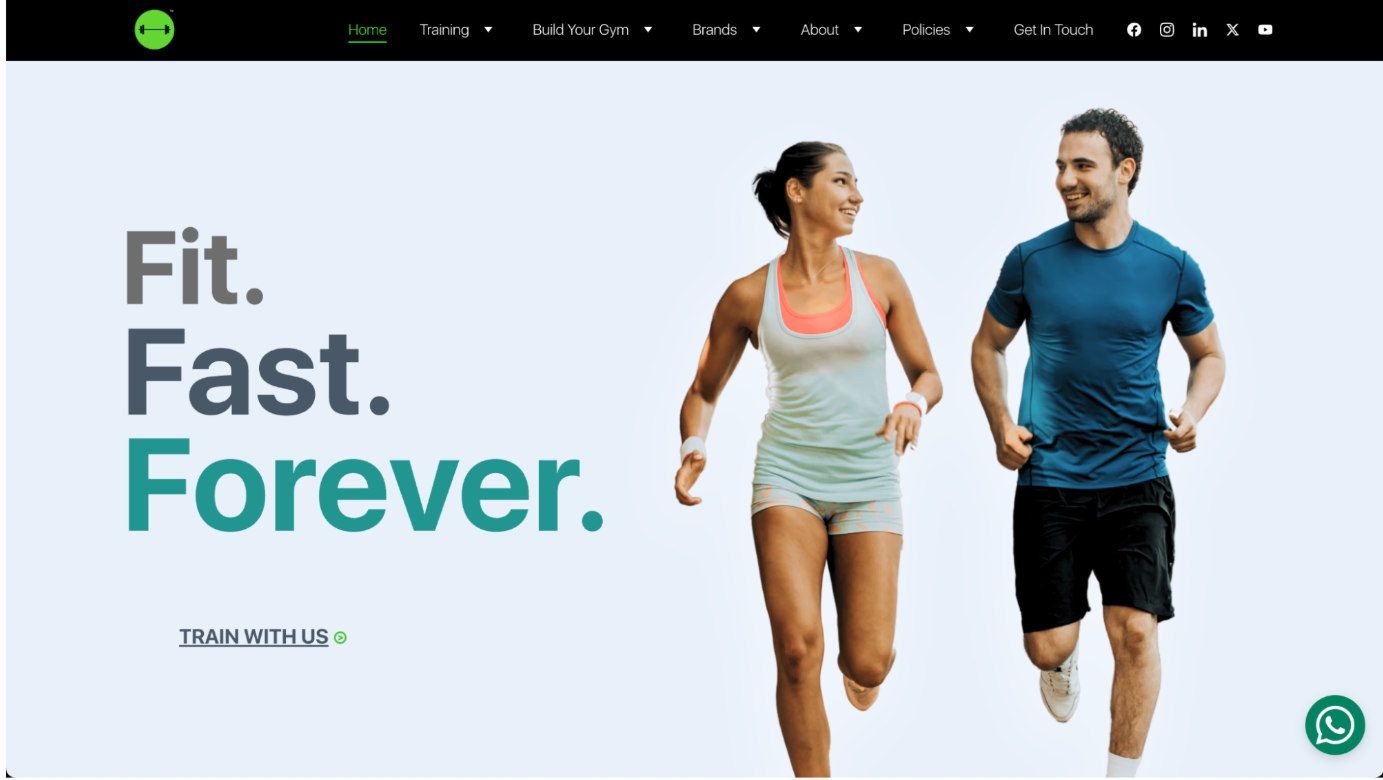 Home Training Build Your Gym Brands About Policies Get In Touch
Fit.
Fast.
Forever.
TRAIN WITH US